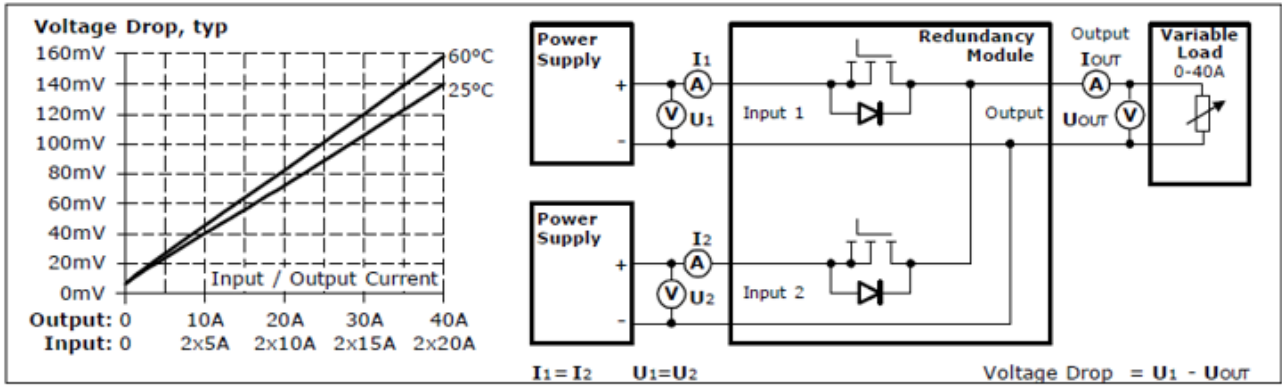 Voltage Drop, typ
160mV
140mV
120mV
100mV
80mV
60mV
40mV
20mV
0mV
60ºC
25ºC
Input / Output Current
Output: 0 10A 20A 30A 40A
Input: 0 2x5A 2x10A 2x15A 2x20A
Power
Supply
+
-
I1
A
V
U1
Input 1
Redundancy
Module
Output
Output
IOUT
A
UOUT
V
Variable
Load
0-40A
Power
Supply
+
-
I2
A
V
U2
Input 2
I1=I2 U1=U2 Voltage Drop = U1 - UOUT